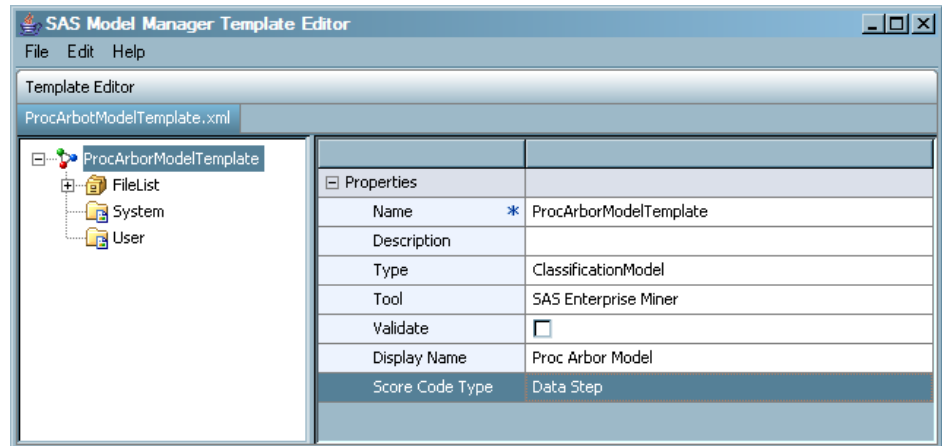 SAS Model Manager Template Editor
File Edit Help
Template Editor
ProcArbotModelTemplate.xml
ProcArborModelTemplate
FileList
System
User
Properties
Name * ProcArborModelTemplate
Description
Type ClassificationModel
Tool SAS Enterprise Miner
Validate
Display Name Proc Arbor Model
Score Code Type Data Step